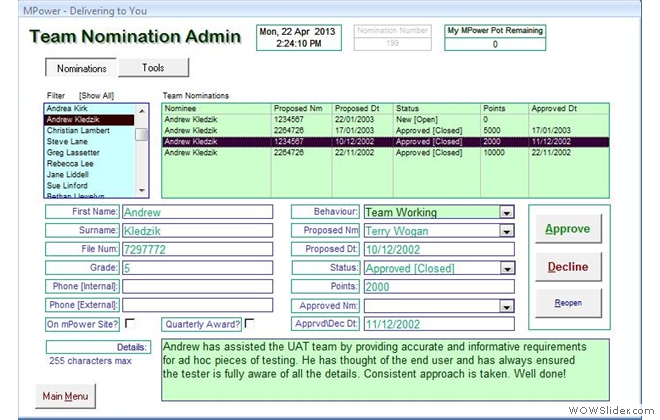 MPower - Delivering to You
Team Nomination Admin
Mon, 22 Apr 2013
2:24:10 PM
Nomination Number
199
My MPower Pot Remaining
0
Nominations
Tools
Filter [Show All]
Team Nominations
Andrea Kirk
Andrew Kledzik
Christian Lambert
Steve Lane
Greg Lassetter
Rebecca Lee
Jane Liddell
Sue Linford
Bethan Llewelyn
Nominee Proposed Nm Proposed Dt Status Points Approved Dt
Andrew Kledzik 1234567 22/01/2003 New [Open] 0
Andrew Kledzik 2264726 17/01/2003 Approved [Closed] 5000 17/01/2003
Andrew Kledzik 1234567 10/12/2002 Approved [Closed] 2000 11/12/2002
Andrew Kledzik 2264726 22/11/2002 Approved [Closed] 10000 22/11/2002
First Name: Andrew
Surname: Kledzik
File Num: 7297772
Grade: 5
Phone [Internal]:
Phone [External]:
On mPower Site?
Quarterly Award?
Behaviour: Team Working
Proposed Nm Terry Wogan
Proposed Dt: 10/12/2002
Status: Approved [Closed]
Points: 2000
Approved Nm:
Apprvd\Dec Dt: 11/12/2002
Approve
Decline
Reopen
Details:
255 characters max
Andrew has assisted the UAT team by providing accurate and informative requirements
for ad hoc pieces of testing. He has thought of the end user and has always ensured
the tester is fully aware of all the details. Consistent approach is taken. Well done!
Main Menu
WOWSlider.com